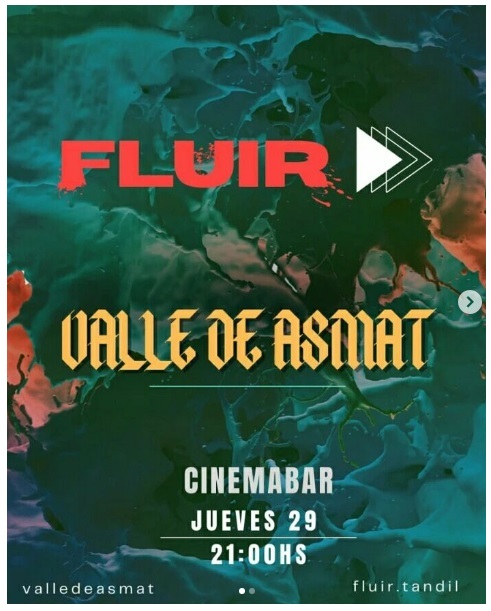 FLUIR
VALLE DE ASMAT
CINEMABAR
JUEVES 29
21:00HS
valledeasmat
fluir.tandil